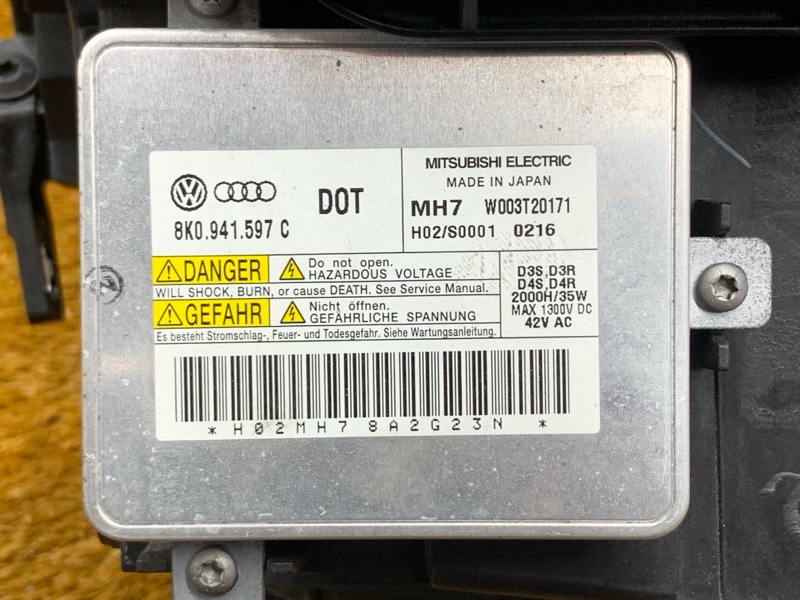 8K0.941.597 C
DOT
MITSUBISHI ELECTRIC
MADE IN JAPAN
MH7 W003T20171
H02/S0001 0216
DANGER
Do not open.
HAZARDOUS VOLTAGE
WILL SHOCK, BURN, or cause DEATH. See Service Manual.
GEFAHR
Nicht öffnen.
GEFÄHRLICHE SPANNUNG
Es besteht Stromschlag-, Feuer- und Todesgefahr. Siehe Wartungsanleitung.
D3S,D3R
D4S,D4R
2000H/35W
MAX 1300V DC
42V AC
* H02MH78A2G23N *